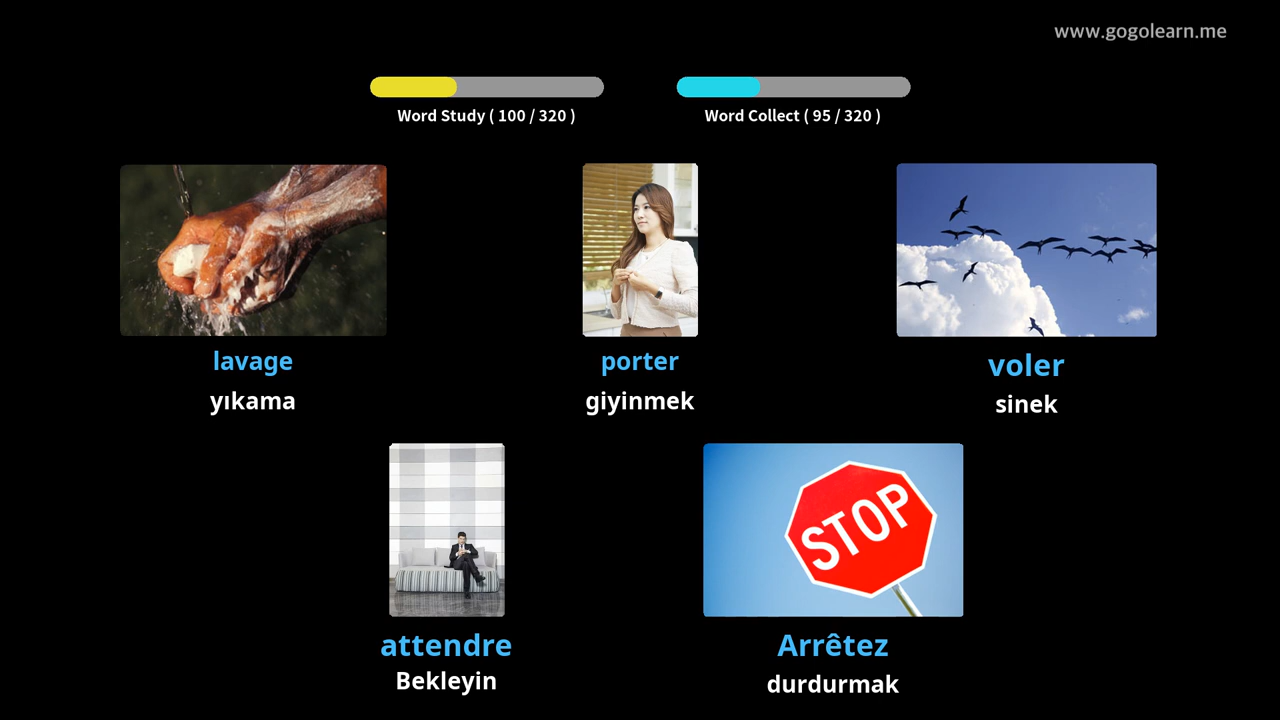 www.gogolearn.me
Word Study ( 100 / 320 )
Word Collect ( 95 / 320 )
lavage
yıkama
porter
giyinmek
voler
sinek
STOP
attendre
Bekleyin
Arrêtez
durdurmak